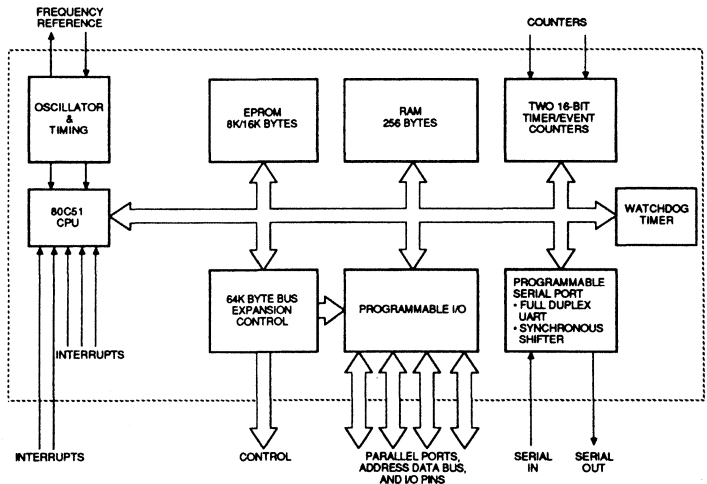 FREQUENCY
REFERENCE
COUNTERS
OSCILLATOR
&
TIMING
EPROM
8K/16K BYTES
RAM
256 BYTES
TWO 16-BIT
TIMER/EVENT
COUNTERS
80C51
CPU
WATCHDOG
TIMER
64K BYTE BUS
EXPANSION
CONTROL
PROGRAMMABLE I/O
PROGRAMMABLE
SERIAL PORT
• FULL DUPLEX
UART
• SYNCHRONOUS
SHIFTER
INTERRUPTS
INTERRUPTS
CONTROL
PARALLEL PORTS,
ADDRESS DATA BUS,
AND I/O PINS
SERIAL
IN
SERIAL
OUT